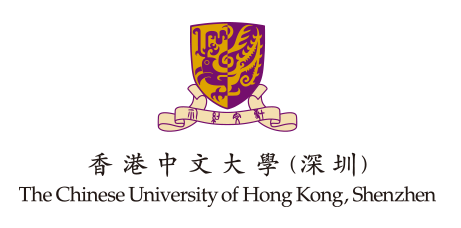 香港中文大學(深圳)
The Chinese University of Hong Kong, Shenzhen